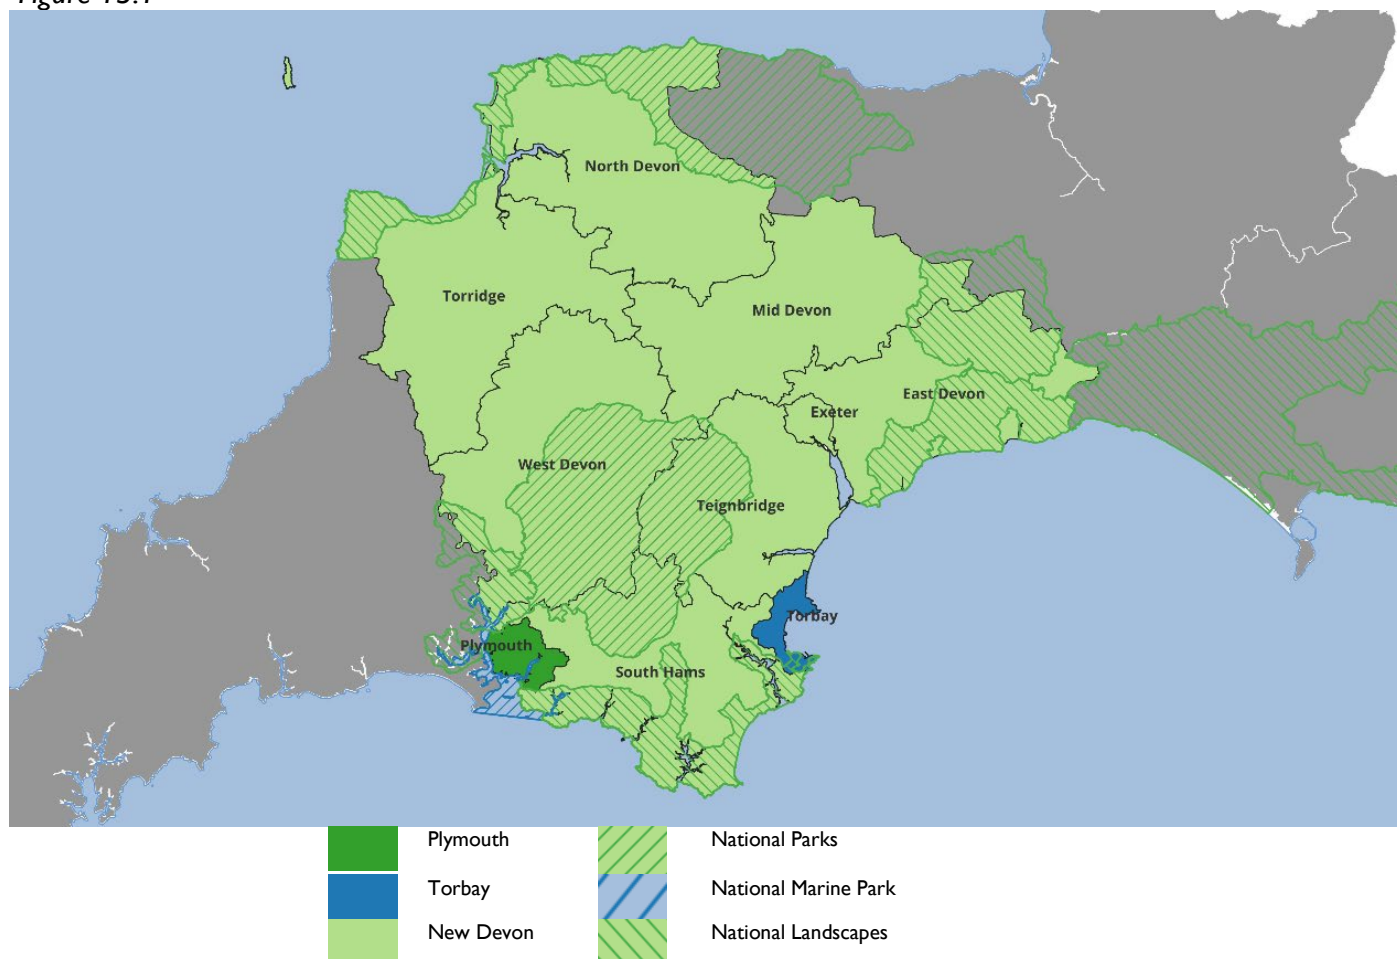 North Devon
Torridge
Mid Devon
East Devon
Exeter
West Devon
Teignbridge
Torbay
Plymouth
South Hams
Plymouth
National Parks
Torbay
National Marine Park
New Devon
National Landscapes